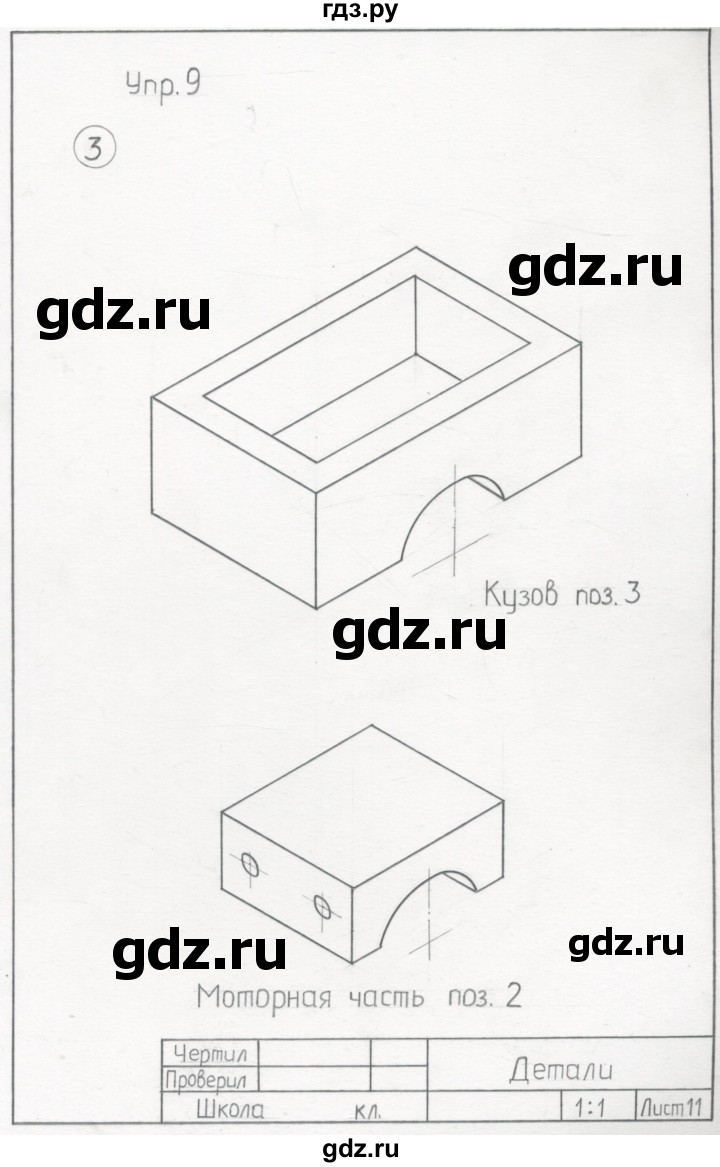 гдз.ру
Упр. 9
3
gdz.ru
gdz.ru
Кузов поз. 3
gdz.ru
gdz.ru
gdz.ru
Моторная часть поз. 2
Чертил
Проверил
Детали
Школа кл.
1:1
Лист 11
gdz.ru